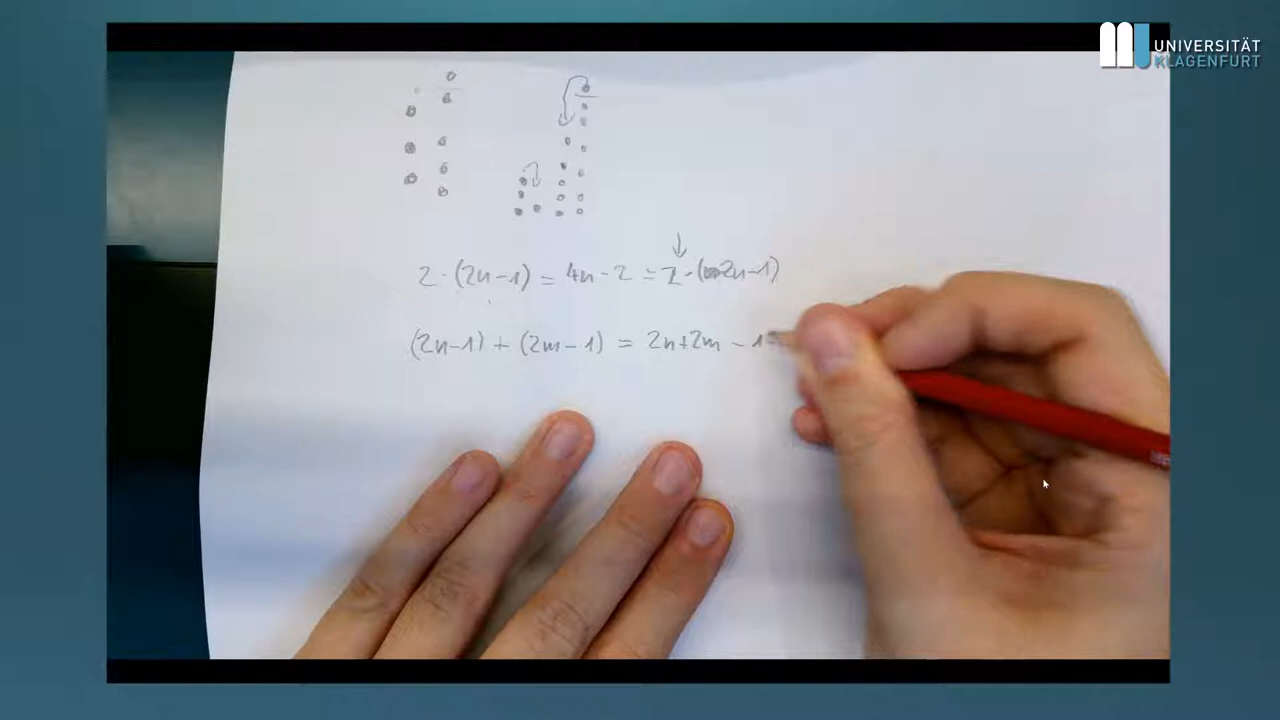 UNIVERSITÄT
KLAGENFURT
2 · (2n-1) = 4n - 2 = 2 · (2n-1)
(2n-1) + (2m-1) = 2n+2m - 1